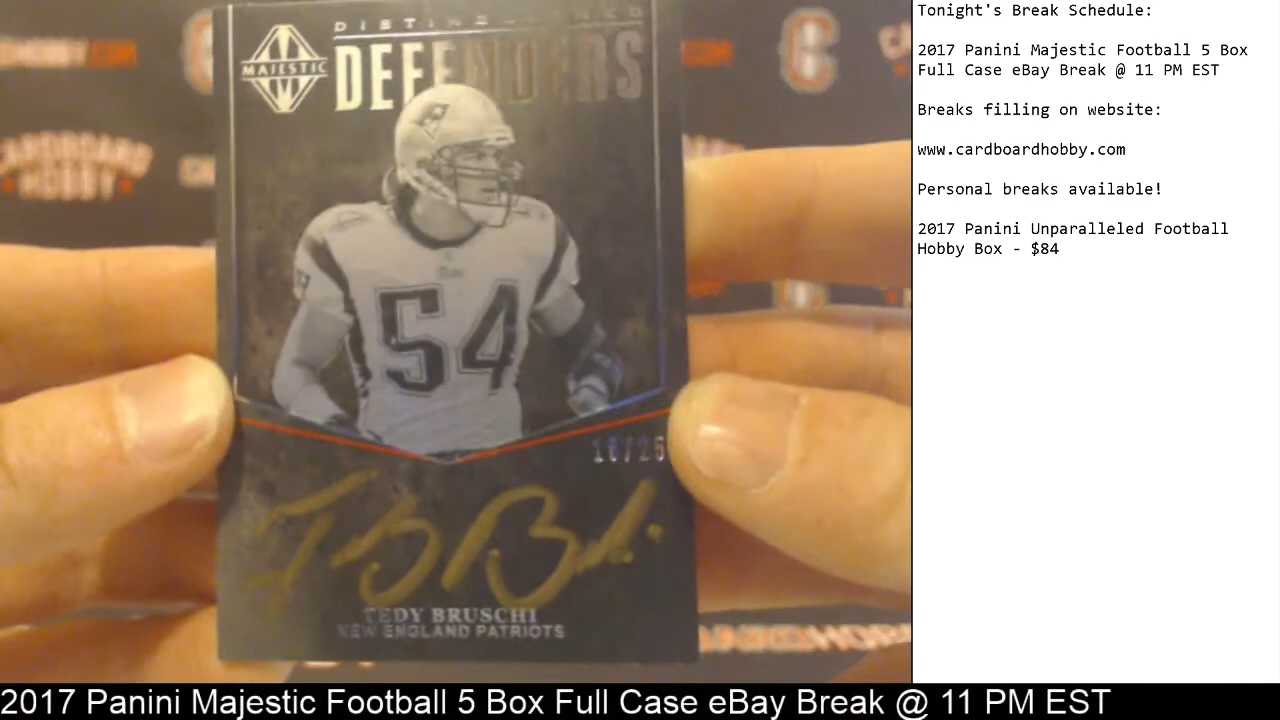 DISTINGUISHED
DEFENDERS
MAJESTIC
54
TEDY BRUSCHI
NEW ENGLAND PATRIOTS
CARDBOARD
HOBBY
Tonight's Break Schedule:
2017 Panini Majestic Football 5 Box
Full Case eBay Break @ 11 PM EST
Breaks filling on website:
www.cardboardhobby.com
Personal breaks available!
2017 Panini Unparalleled Football
Hobby Box - $84
2017 Panini Majestic Football 5 Box Full Case eBay Break @ 11 PM EST